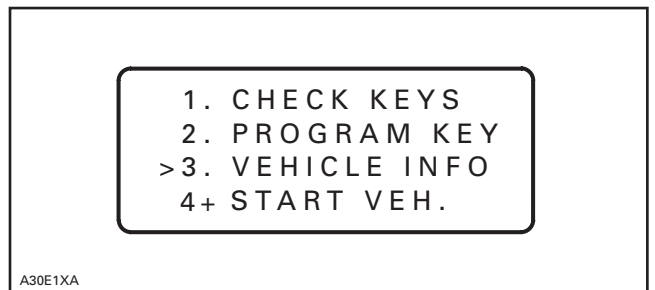 1. CHECK KEYS
2. PROGRAM KEY
>3. VEHICLE INFO
4+ START VEH.
A30E1XA